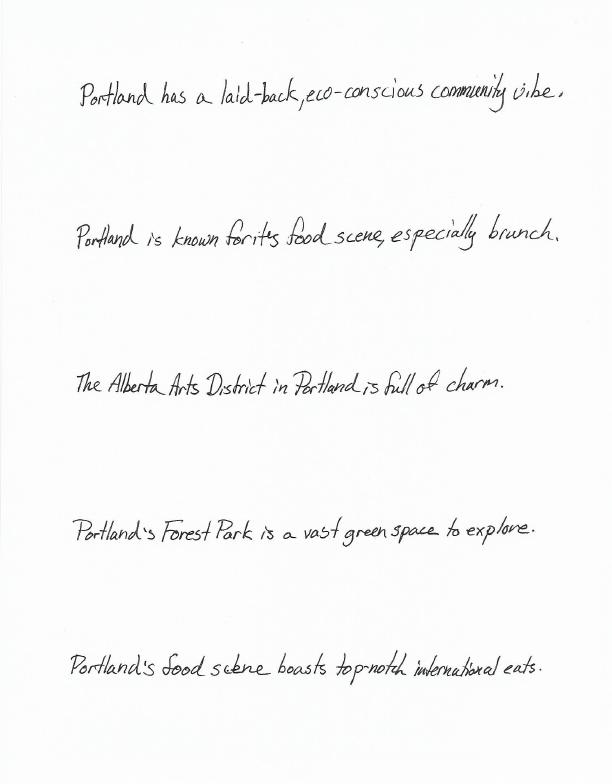 Portland has a laid-back, eco-conscious community vibe.
Portland is known for its food scene, especially brunch.
The Alberta Arts District in Portland is full of charm.
Portland's Forest Park is a vast green space to explore.
Portland's food scene boasts top-notch international eats.